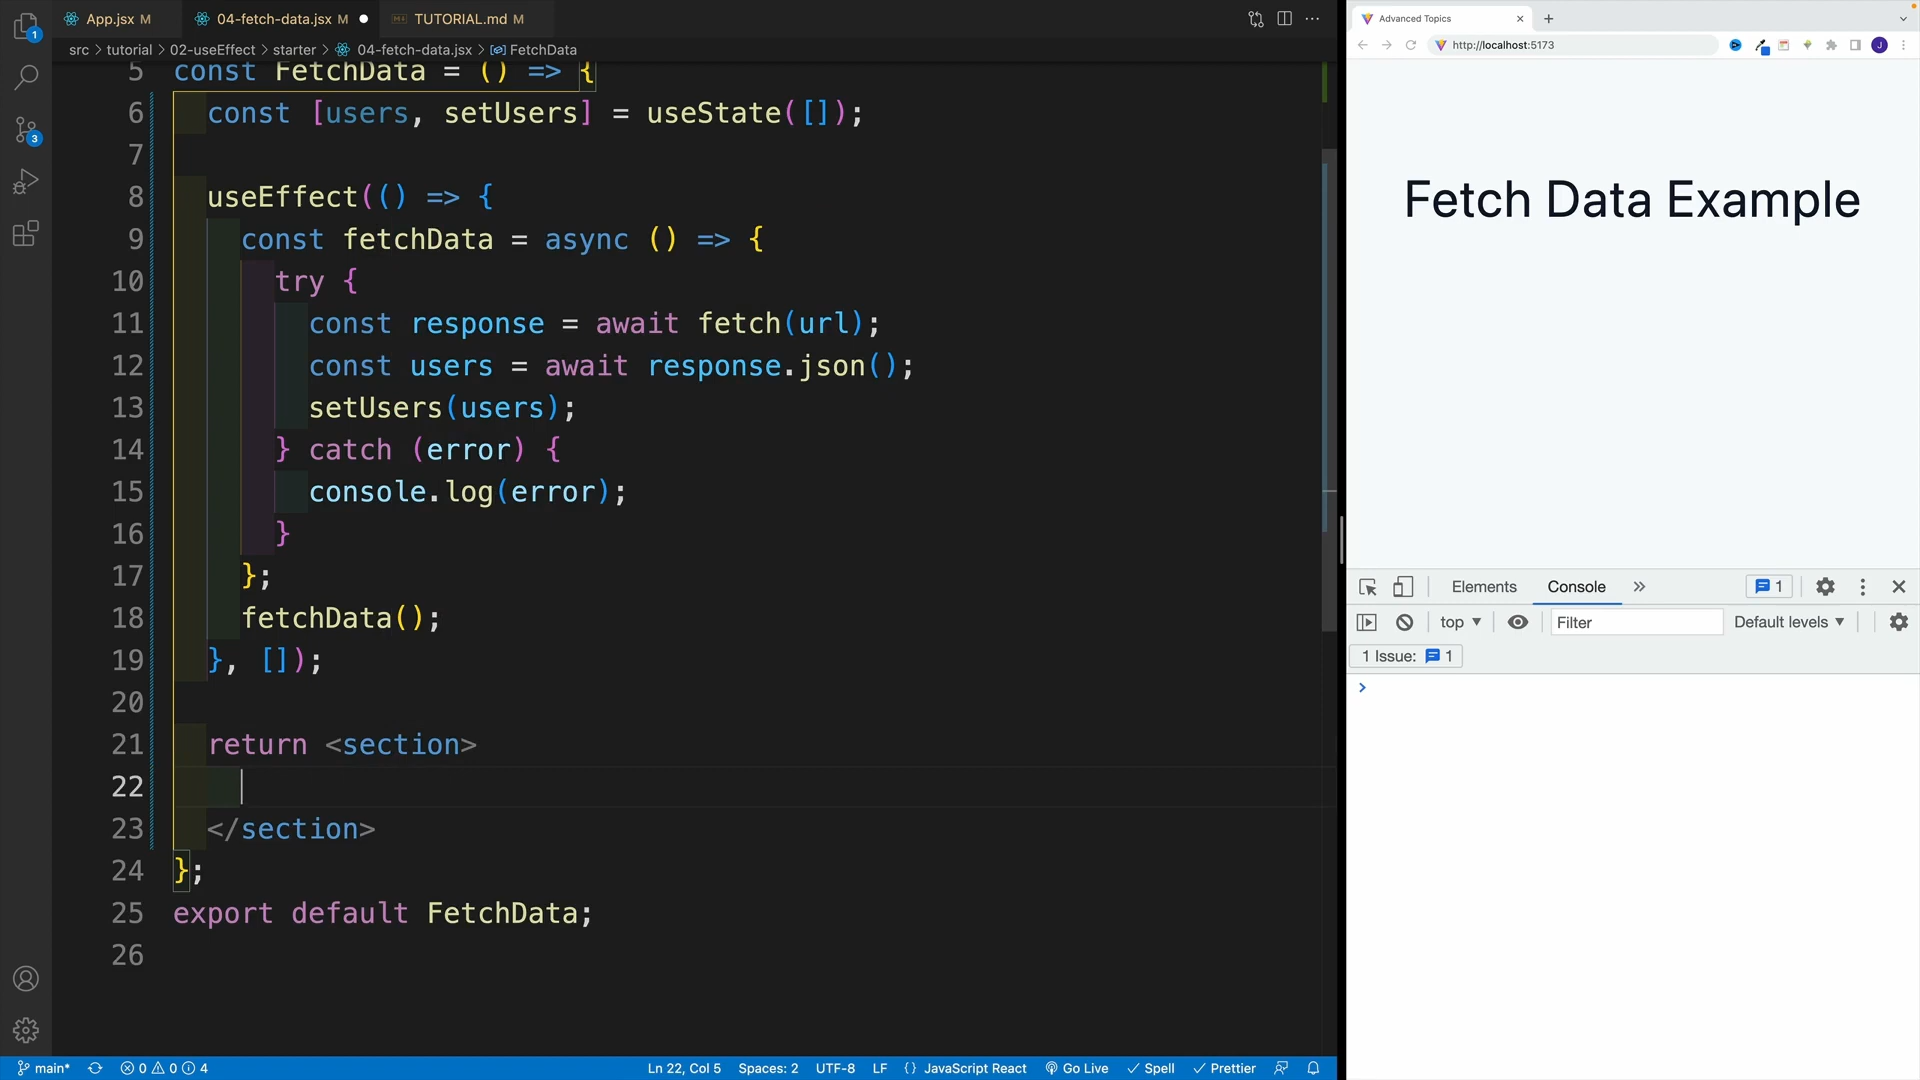 App.jsx M
04-fetch-data.jsx M
TUTORIAL.md M
src > tutorial > 02-useEffect > starter > 04-fetch-data.jsx > FetchData
5 const FetchData = () => {
6 const [users, setUsers] = useState([]);
7
8 useEffect(() => {
9 const fetchData = async () => {
10 try {
11 const response = await fetch(url);
12 const users = await response.json();
13 setUsers(users);
14 } catch (error) {
15 console.log(error);
16 }
17 };
18 fetchData();
19 }, []);
20
21 return <section>
22
23 </section>
24 };
25 export default FetchData;
26
1
3
main*
0 0 4
Ln 22, Col 5
Spaces: 2
UTF-8
LF
{} JavaScript React
Go Live
Spell
Prettier
Advanced Topics
http://localhost:5173
J
Fetch Data Example
Elements
Console
1
top
Filter
Default levels
1 Issue: 1